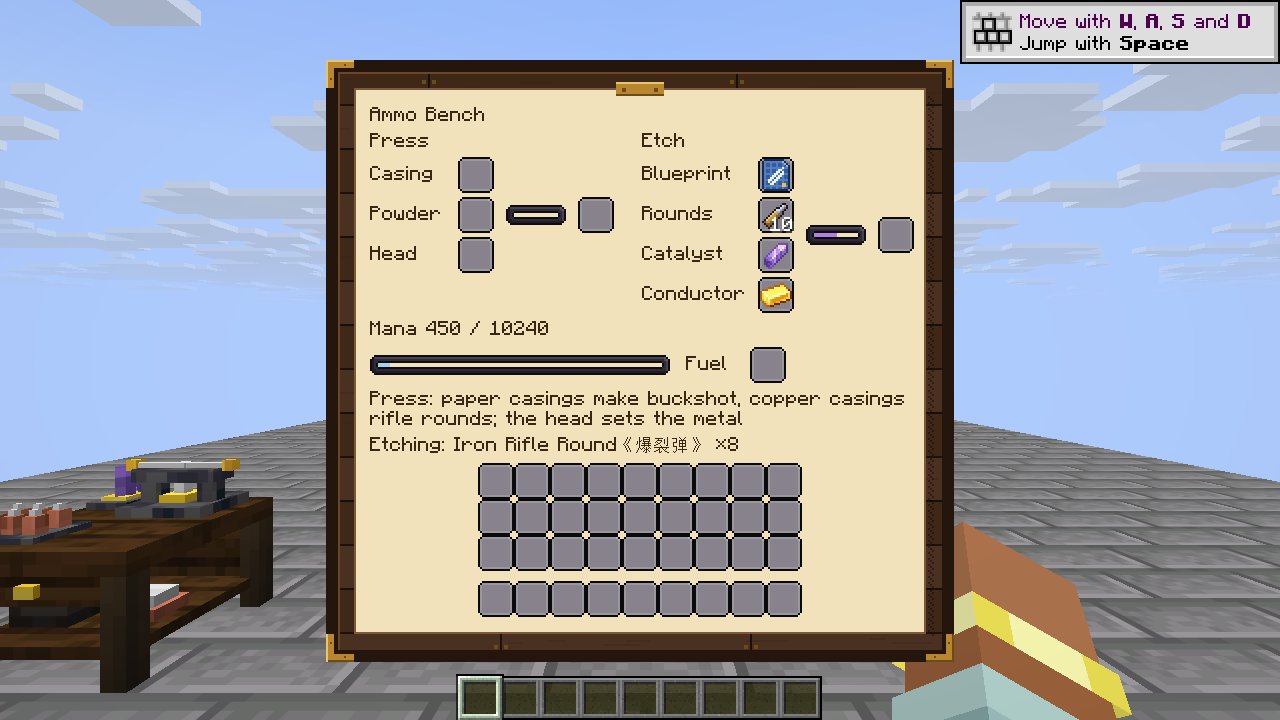 Move with W, A, S and D
Jump with Space
Ammo Bench
Press
Etch
Casing
Blueprint
Powder
Rounds
10
Head
Catalyst
Conductor
Mana 450 / 10240
Fuel
Press: paper casings make buckshot, copper casings
rifle rounds; the head sets the metal
Etching: Iron Rifle Round《爆裂弹》 ×8